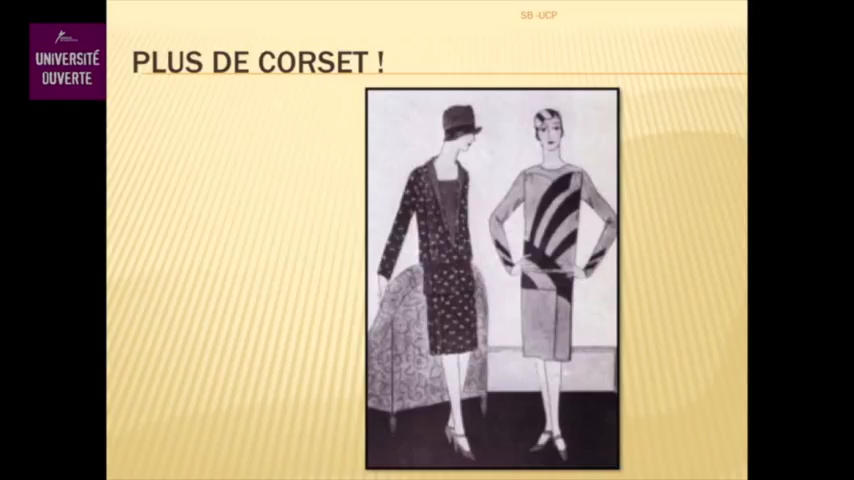 SB -UCP
UNIVERSITÉ
OUVERTE
PLUS DE CORSET !